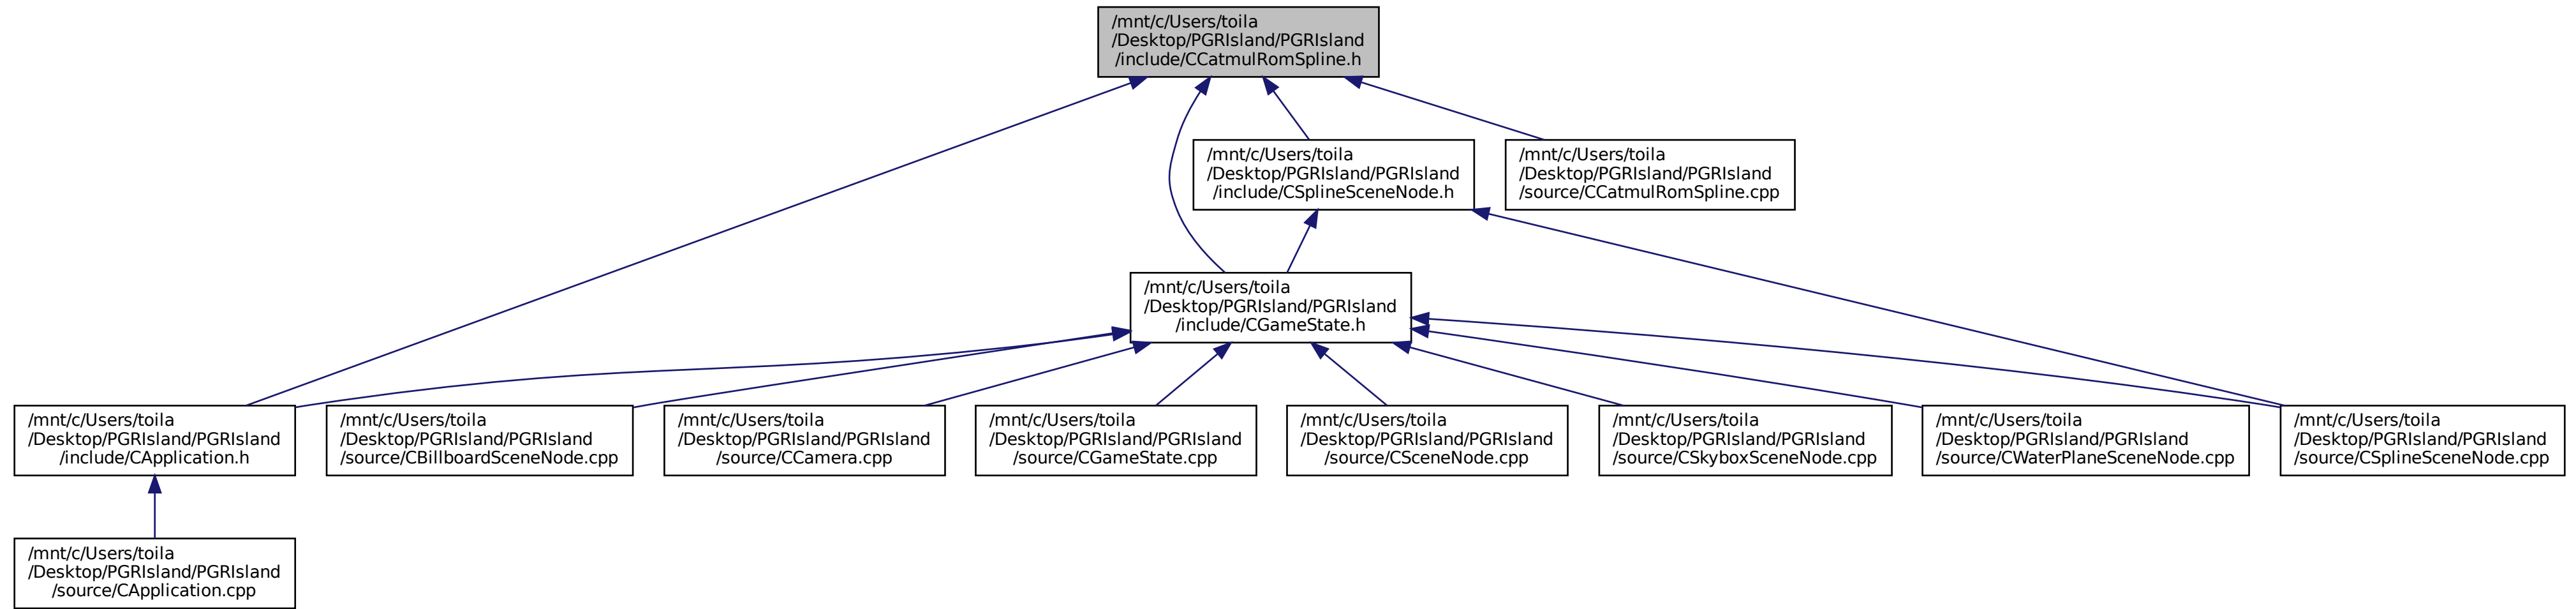 /mnt/c/Users/toila
/Desktop/PGRIsland/PGRIsland
/include/CCatmulRomSpline.h
/mnt/c/Users/toila
/Desktop/PGRIsland/PGRIsland
/include/CSplineSceneNode.h
/mnt/c/Users/toila
/Desktop/PGRIsland/PGRIsland
/source/CCatmulRomSpline.cpp
/mnt/c/Users/toila
/Desktop/PGRIsland/PGRIsland
/include/CGameState.h
/mnt/c/Users/toila
/Desktop/PGRIsland/PGRIsland
/include/CApplication.h
/mnt/c/Users/toila
/Desktop/PGRIsland/PGRIsland
/source/CBillboardSceneNode.cpp
/mnt/c/Users/toila
/Desktop/PGRIsland/PGRIsland
/source/CCamera.cpp
/mnt/c/Users/toila
/Desktop/PGRIsland/PGRIsland
/source/CGameState.cpp
/mnt/c/Users/toila
/Desktop/PGRIsland/PGRIsland
/source/CSceneNode.cpp
/mnt/c/Users/toila
/Desktop/PGRIsland/PGRIsland
/source/CSkyboxSceneNode.cpp
/mnt/c/Users/toila
/Desktop/PGRIsland/PGRIsland
/source/CWaterPlaneSceneNode.cpp
/mnt/c/Users/toila
/Desktop/PGRIsland/PGRIsland
/source/CSplineSceneNode.cpp
/mnt/c/Users/toila
/Desktop/PGRIsland/PGRIsland
/source/CApplication.cpp